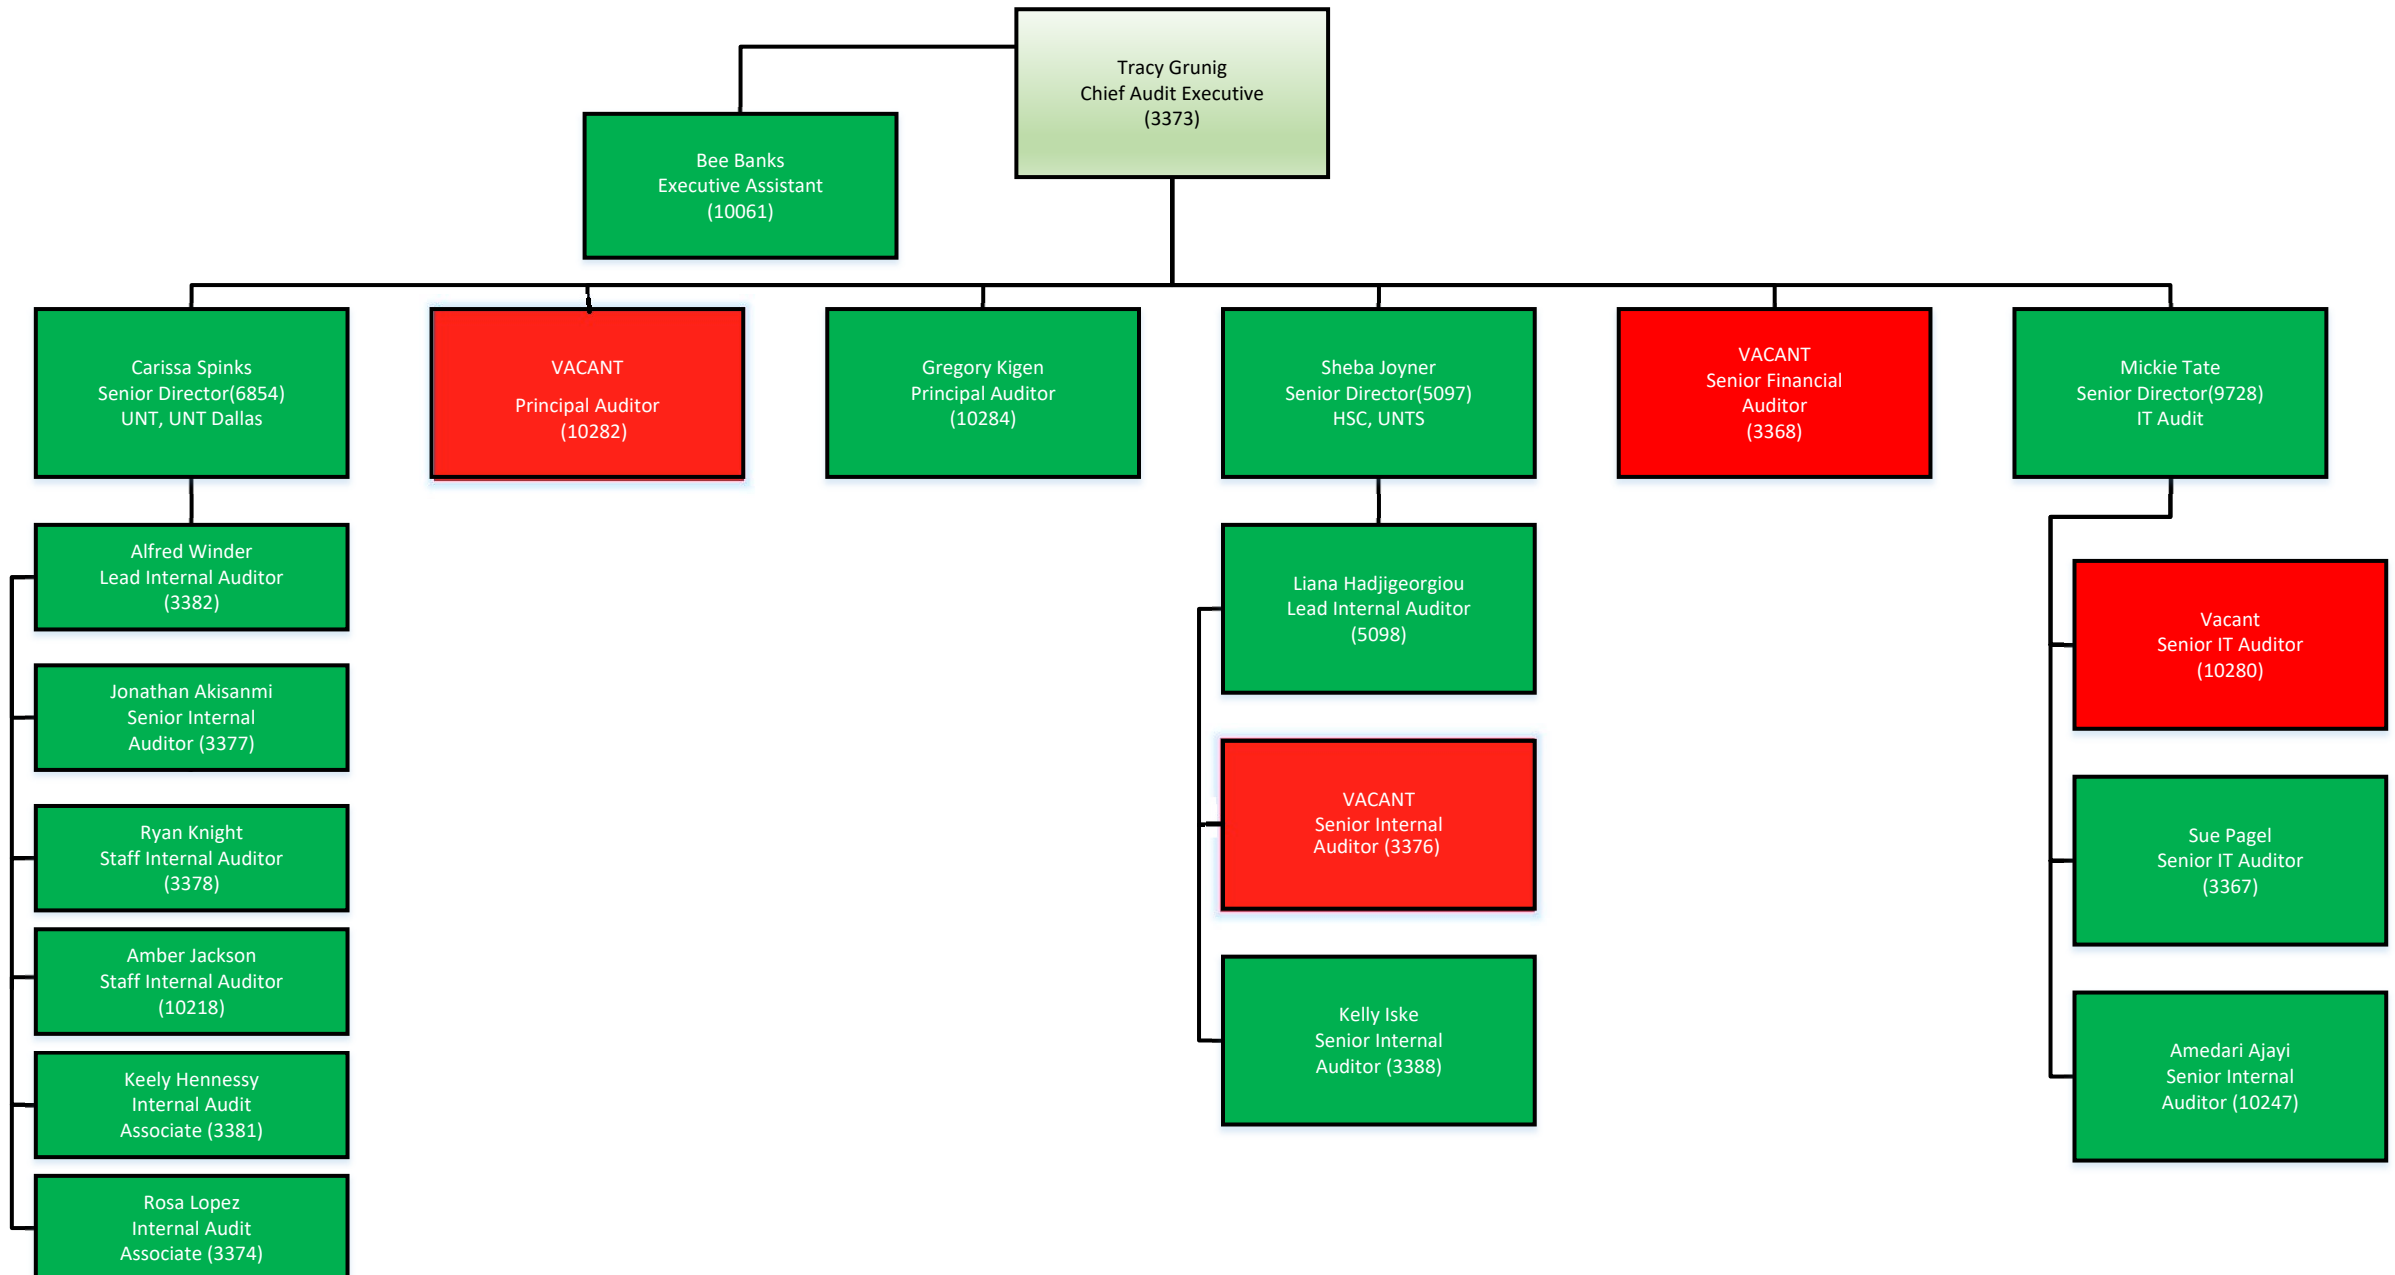 Tracy Grunig
Chief Audit Executive
(3373)
Bee Banks
Executive Assistant
(10061)
Carissa Spinks
Senior Director(6854)
UNT, UNT Dallas
VACANT
Principal Auditor
(10282)
Gregory Kigen
Principal Auditor
(10284)
Sheba Joyner
Senior Director(5097)
HSC, UNTS
VACANT
Senior Financial
Auditor
(3368)
Mickie Tate
Senior Director(9728)
IT Audit
Alfred Winder
Lead Internal Auditor
(3382)
Jonathan Akisanmi
Senior Internal
Auditor (3377)
Ryan Knight
Staff Internal Auditor
(3378)
Amber Jackson
Staff Internal Auditor
(10218)
Keely Hennessy
Internal Audit
Associate (3381)
Rosa Lopez
Internal Audit
Associate (3374)
Liana Hadjigeorgiou
Lead Internal Auditor
(5098)
VACANT
Senior Internal
Auditor (3376)
Kelly Iske
Senior Internal
Auditor (3388)
Vacant
Senior IT Auditor
(10280)
Sue Pagel
Senior IT Auditor
(3367)
Amedari Ajayi
Senior Internal
Auditor (10247)